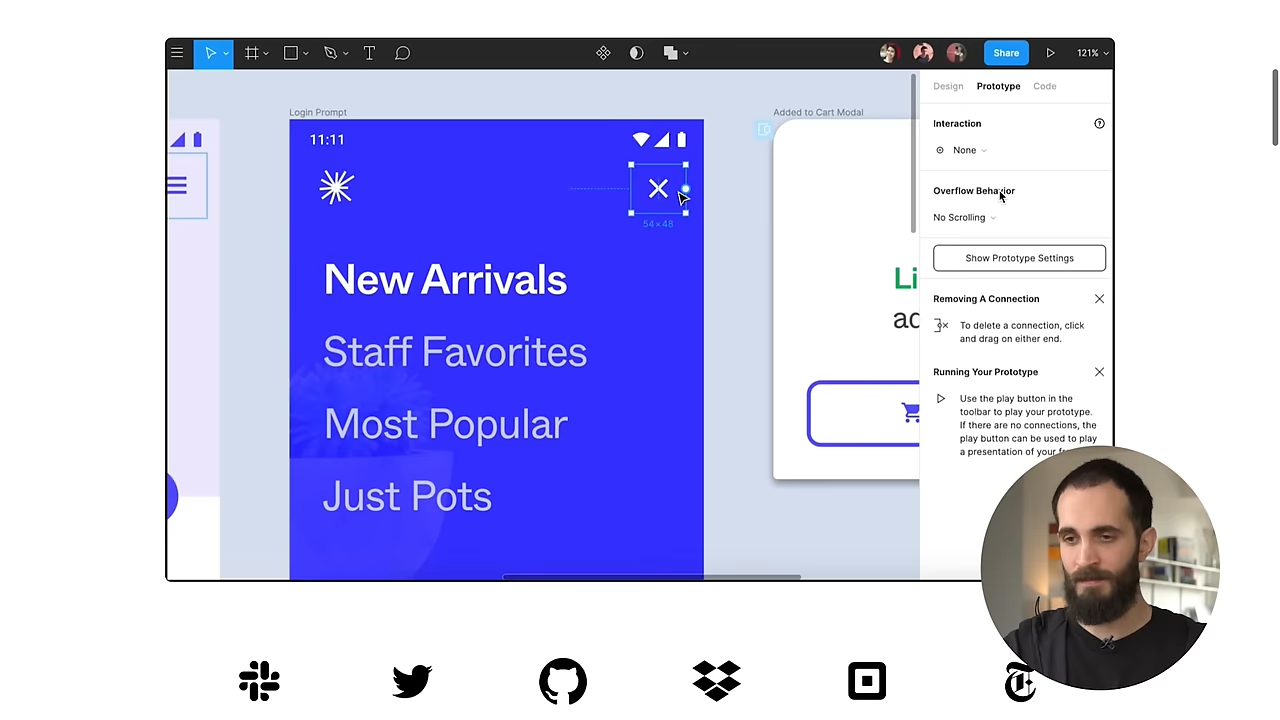 Share
121%
Design Prototype Code
Login Prompt
Added to Cart Modal
Interaction
None
Overflow Behavior
No Scrolling
Show Prototype Settings
Removing A Connection
To delete a connection, click
and drag on either end.
Running Your Prototype
Use the play button in the
toolbar to play your prototype.
If there are no connections, the
play button can be used to play
a presentation of your
11:11
54 × 48
New Arrivals
Staff Favorites
Most Popular
Just Pots
Li
ad